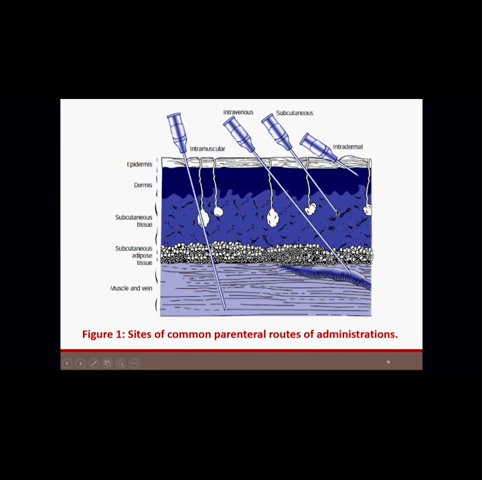 Intravenous
Subcutaneous
Intramuscular
Intradermal
Epidermis
Dermis
Subcutaneous
tissue
Subcutaneous
adipose
tissue
Muscle and vein
Figure 1: Sites of common parenteral routes of administrations.